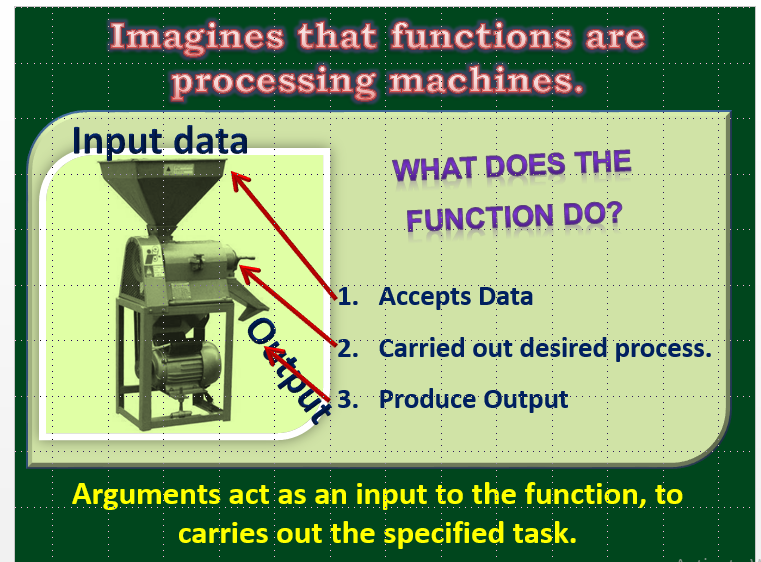 Imagines that functions are
processing machines.
Input data
WHAT DOES THE
FUNCTION DO?
1. Accepts Data
2. Carried out desired process.
3. Produce Output
Output
Arguments act as an input to the function, to
carries out the specified task.